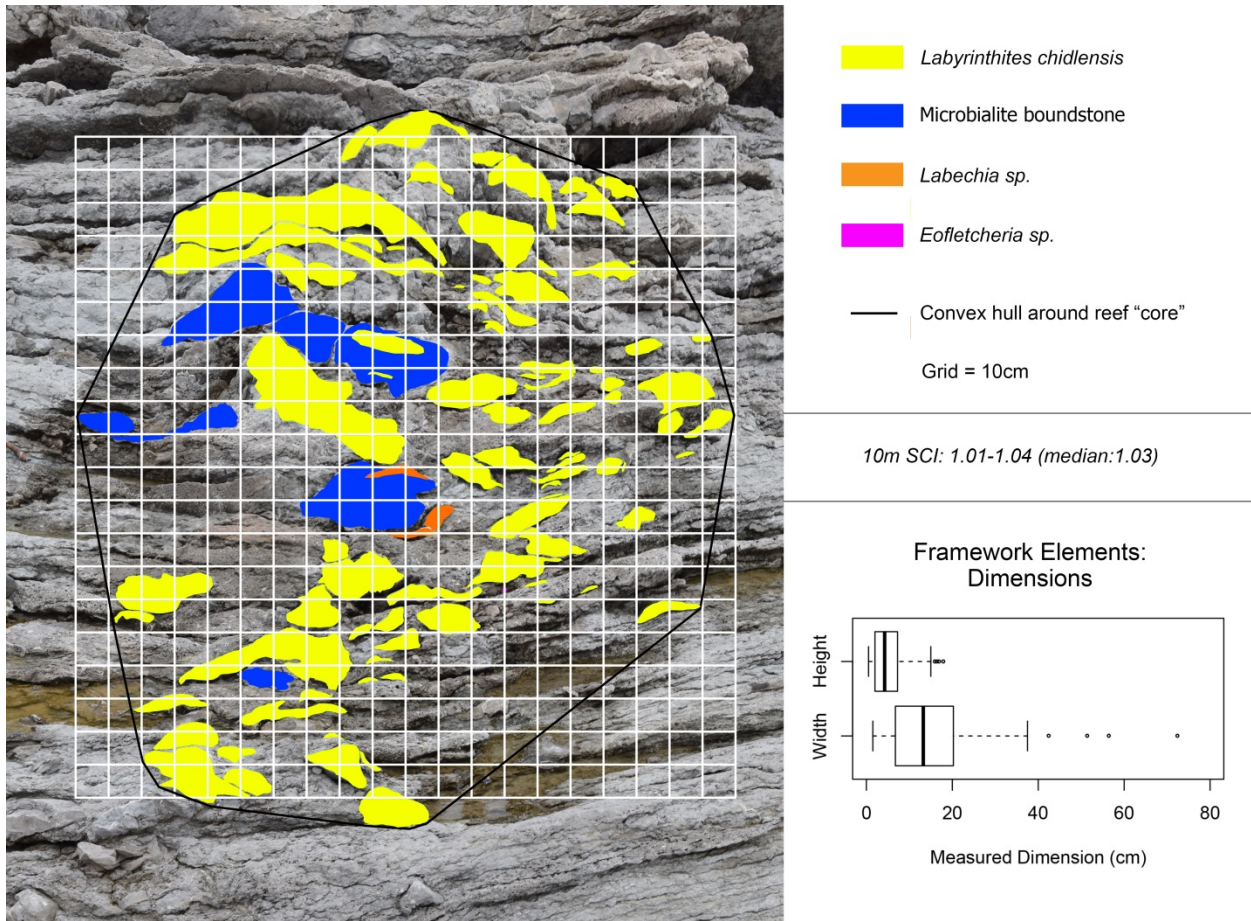 Labyrinthites chidlensis
Microbialite boundstone
Labechia sp.
Eofletcheria sp.
Convex hull around reef “core”
Grid = 10cm
10m SCI: 1.01-1.04 (median:1.03)
Framework Elements:
Dimensions
Height
Width
0 20 40 60 80
Measured Dimension (cm)